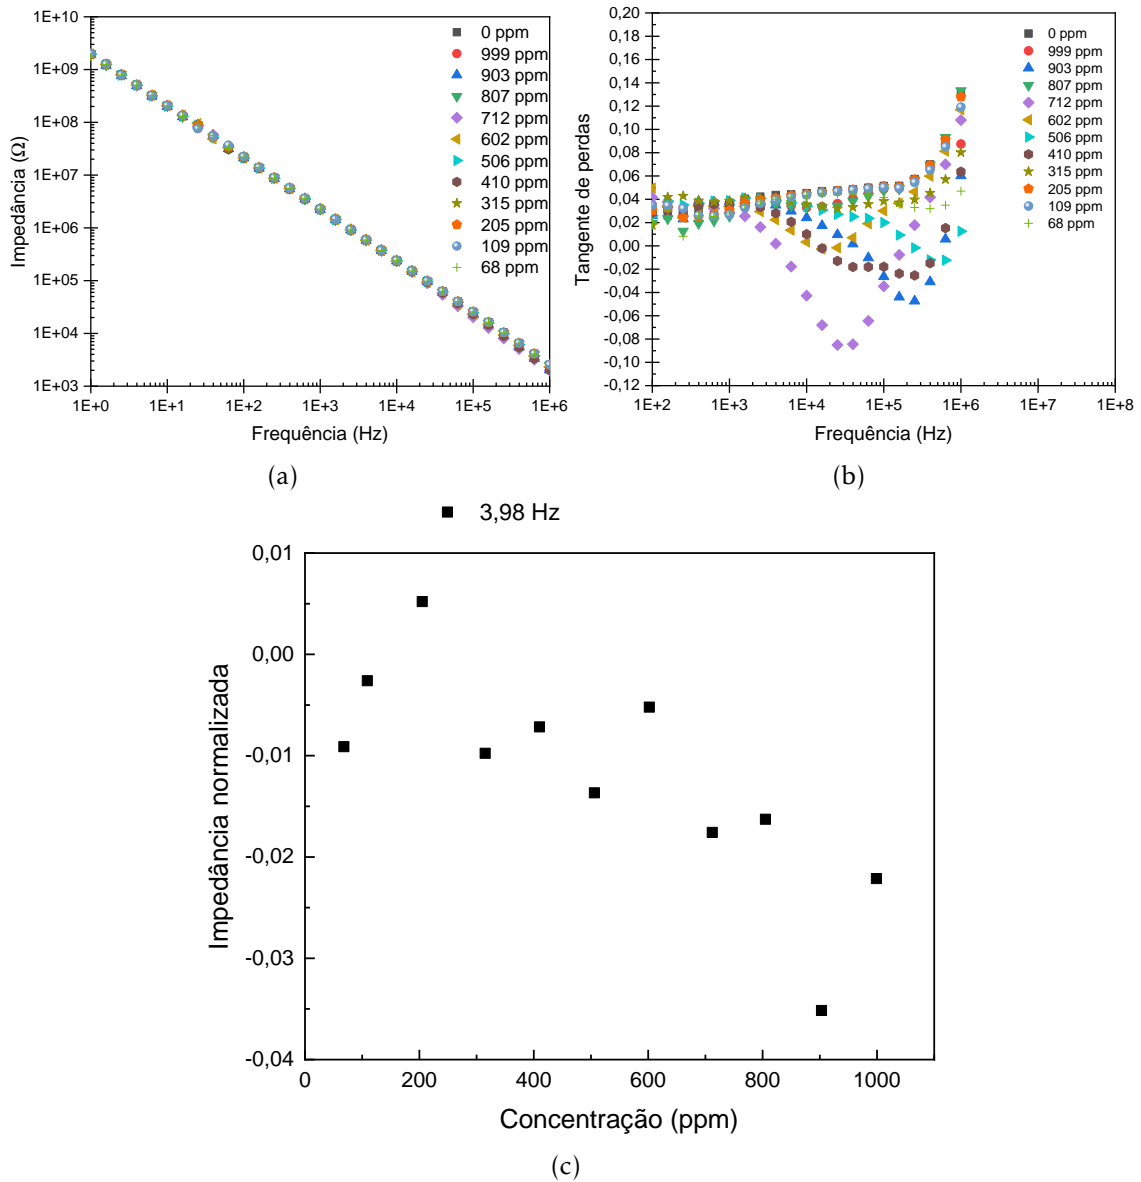 1E+10
1E+09
1E+08
1E+07
1E+06
1E+05
1E+04
1E+03
Impedância (Ω)
1E+0 1E+1 1E+2 1E+3 1E+4 1E+5 1E+6
Frequência (Hz)
0 ppm
999 ppm
903 ppm
807 ppm
712 ppm
602 ppm
506 ppm
410 ppm
315 ppm
205 ppm
109 ppm
68 ppm
(a)
0,20
0,18
0,16
0,14
0,12
0,10
0,08
0,06
0,04
0,02
0,00
-0,02
-0,04
-0,06
-0,08
-0,10
-0,12
Tangente de perdas
1E+2 1E+3 1E+4 1E+5 1E+6 1E+7 1E+8
Frequência (Hz)
0 ppm
999 ppm
903 ppm
807 ppm
712 ppm
602 ppm
506 ppm
410 ppm
315 ppm
205 ppm
109 ppm
68 ppm
(b)
3,98 Hz
0,01
0,00
-0,01
-0,02
-0,03
-0,04
Impedância normalizada
0 200 400 600 800 1000
Concentração (ppm)
(c)